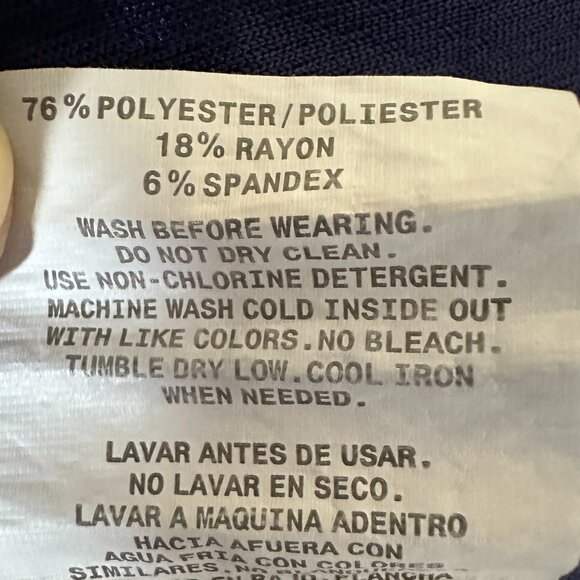 76% POLYESTER/POLIESTER
18% RAYON
6% SPANDEX
WASH BEFORE WEARING.
DO NOT DRY CLEAN.
USE NON-CHLORINE DETERGENT.
MACHINE WASH COLD INSIDE OUT
WITH LIKE COLORS. NO BLEACH.
TUMBLE DRY LOW. COOL IRON
WHEN NEEDED.
LAVAR ANTES DE USAR.
NO LAVAR EN SECO.
LAVAR A MAQUINA ADENTRO
HACIA AFUERA CON
AGUA FRIA CON COLORES
SIMILARES. NO